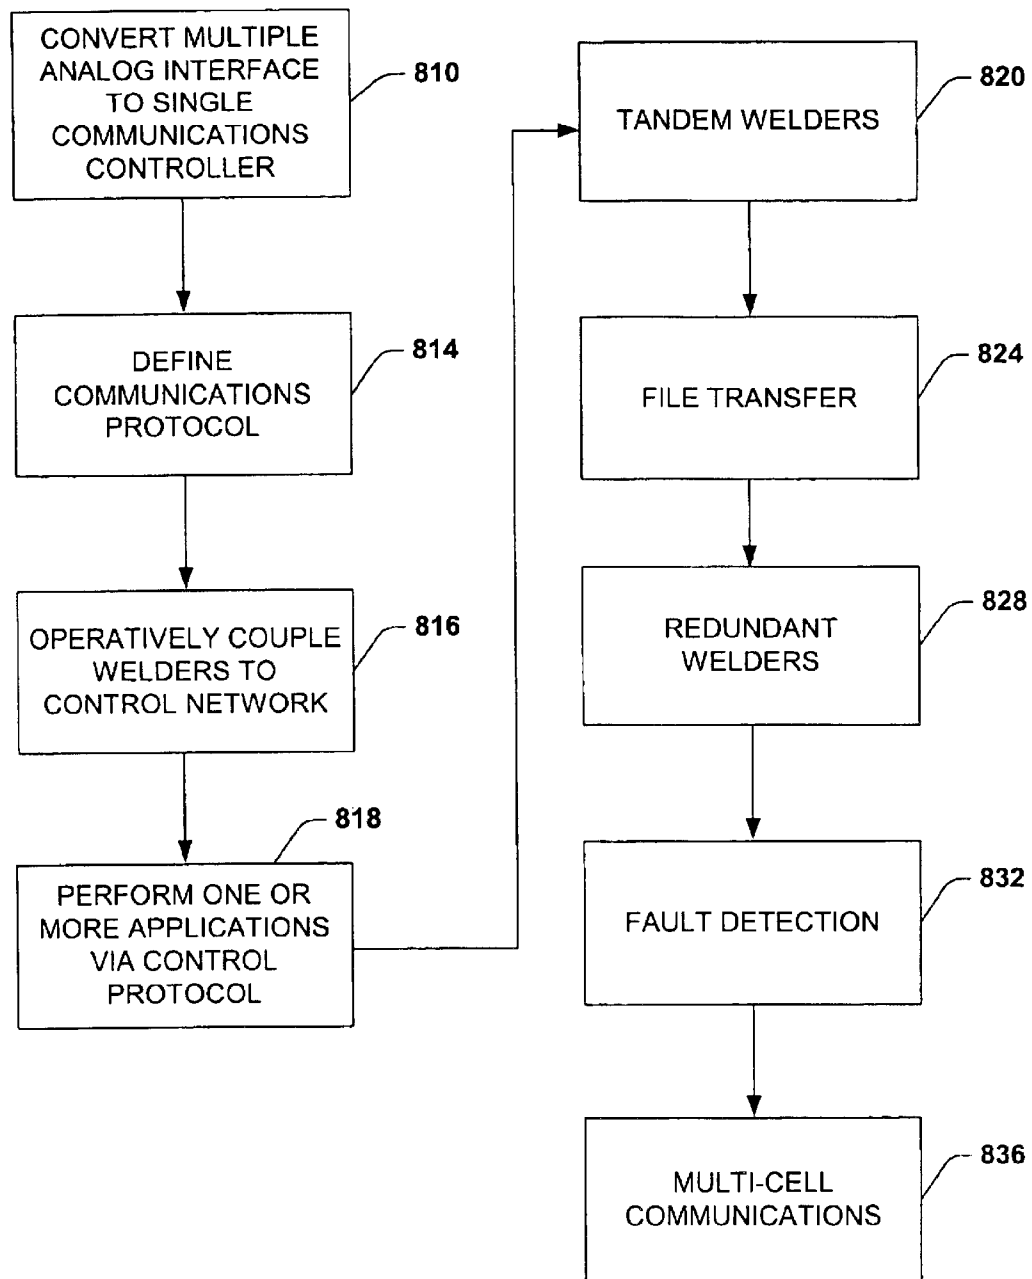 CONVERT MULTIPLE
ANALOG INTERFACE
TO SINGLE
COMMUNICATIONS
CONTROLLER
810
DEFINE
COMMUNICATIONS
PROTOCOL
814
OPERATIVELY COUPLE
WELDERS TO
CONTROL NETWORK
816
PERFORM ONE OR
MORE APPLICATIONS
VIA CONTROL
PROTOCOL
818
TANDEM WELDERS
820
FILE TRANSFER
824
REDUNDANT
WELDERS
828
FAULT DETECTION
832
MULTI-CELL
COMMUNICATIONS
836